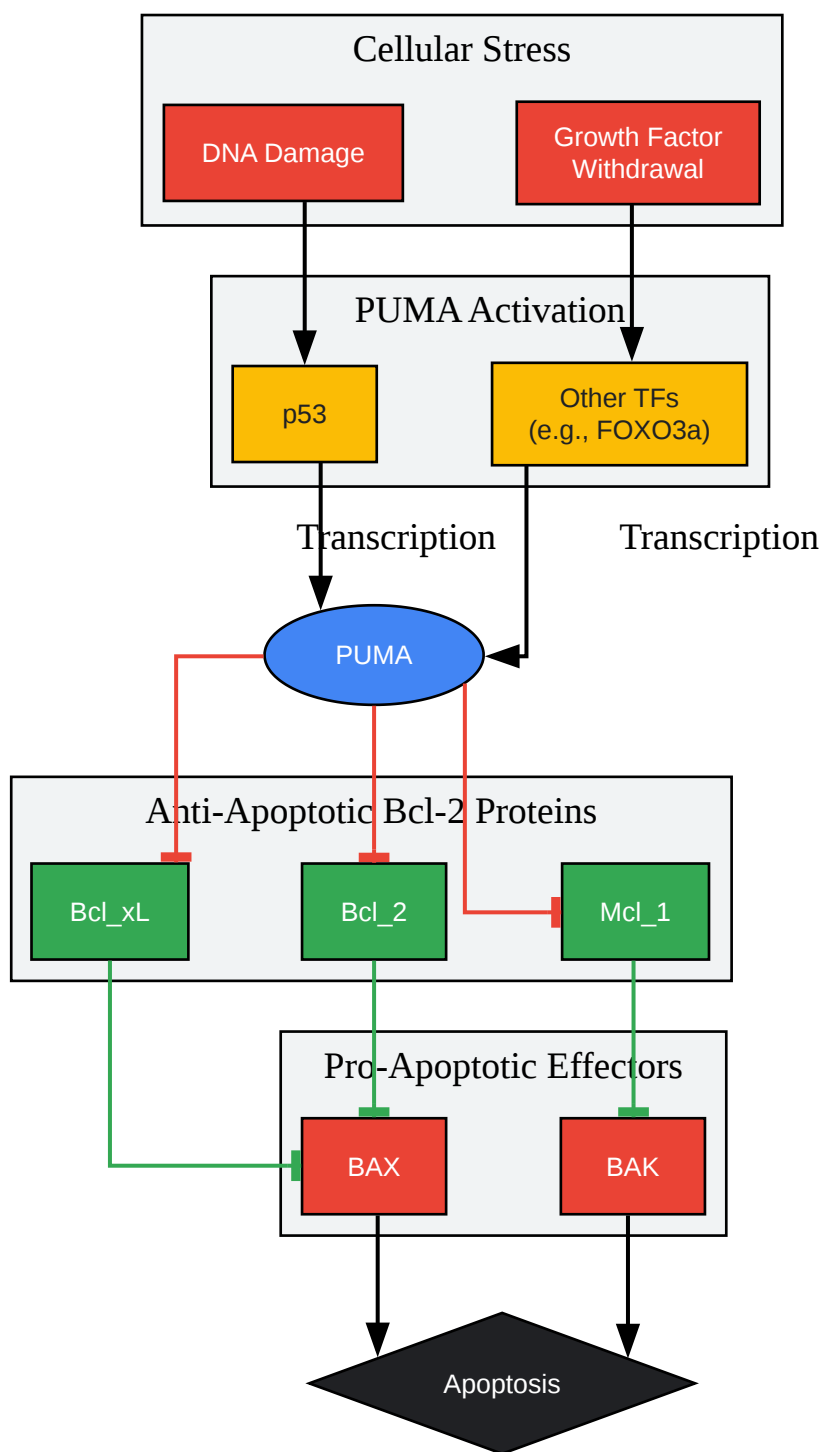 Cellular Stress
DNA Damage
Growth Factor
Withdrawal
PUMA Activation
p53
Other TFs
(e.g., FOXO3a)
Transcription
Transcription
PUMA
Anti-Apoptotic Bcl-2 Proteins
Bcl_xL
Bcl_2
Mcl_1
Pro-Apoptotic Effectors
BAX
BAK
Apoptosis